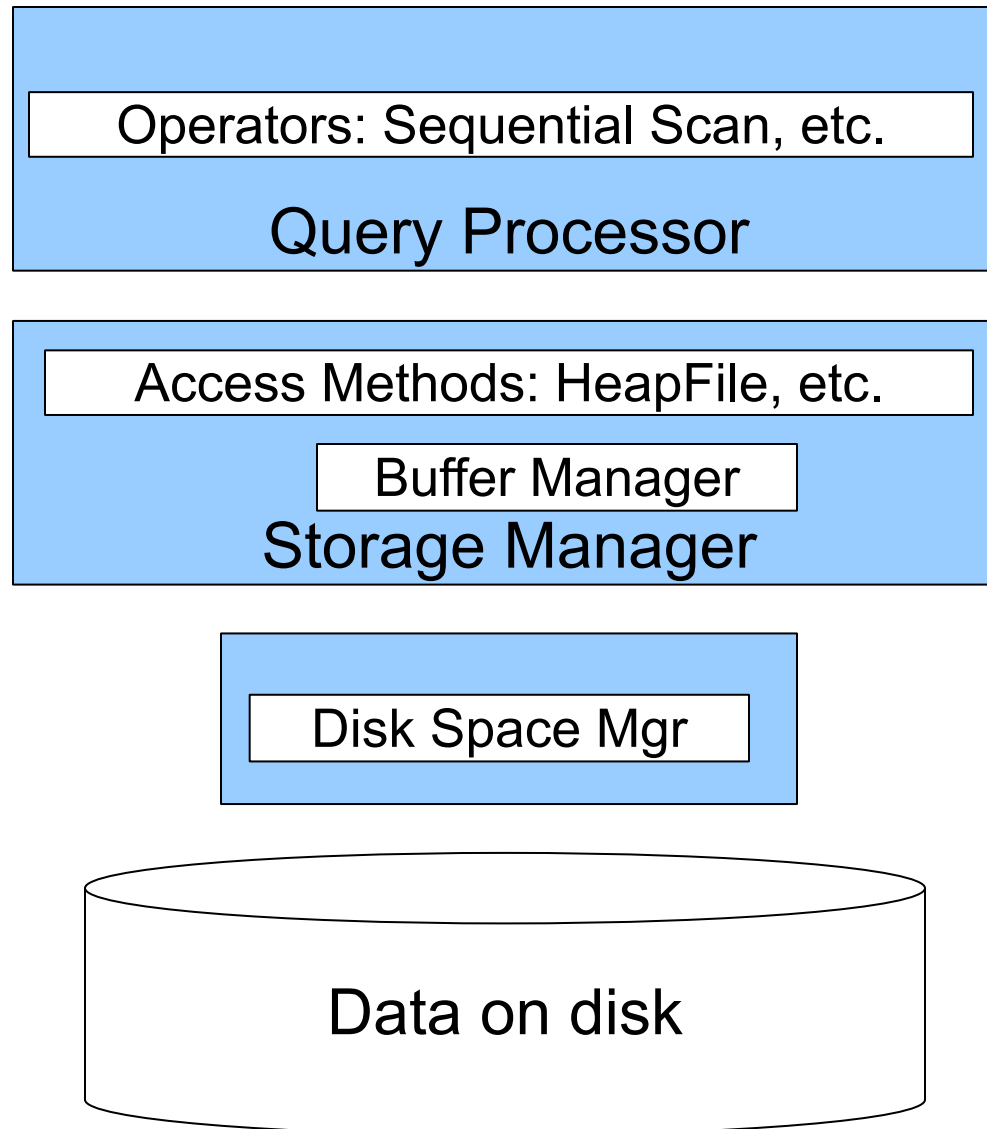 Operators: Sequential Scan, etc.
Query Processor
Access Methods: HeapFile, etc.
Buffer Manager
Storage Manager
Disk Space Mgr
Data on disk